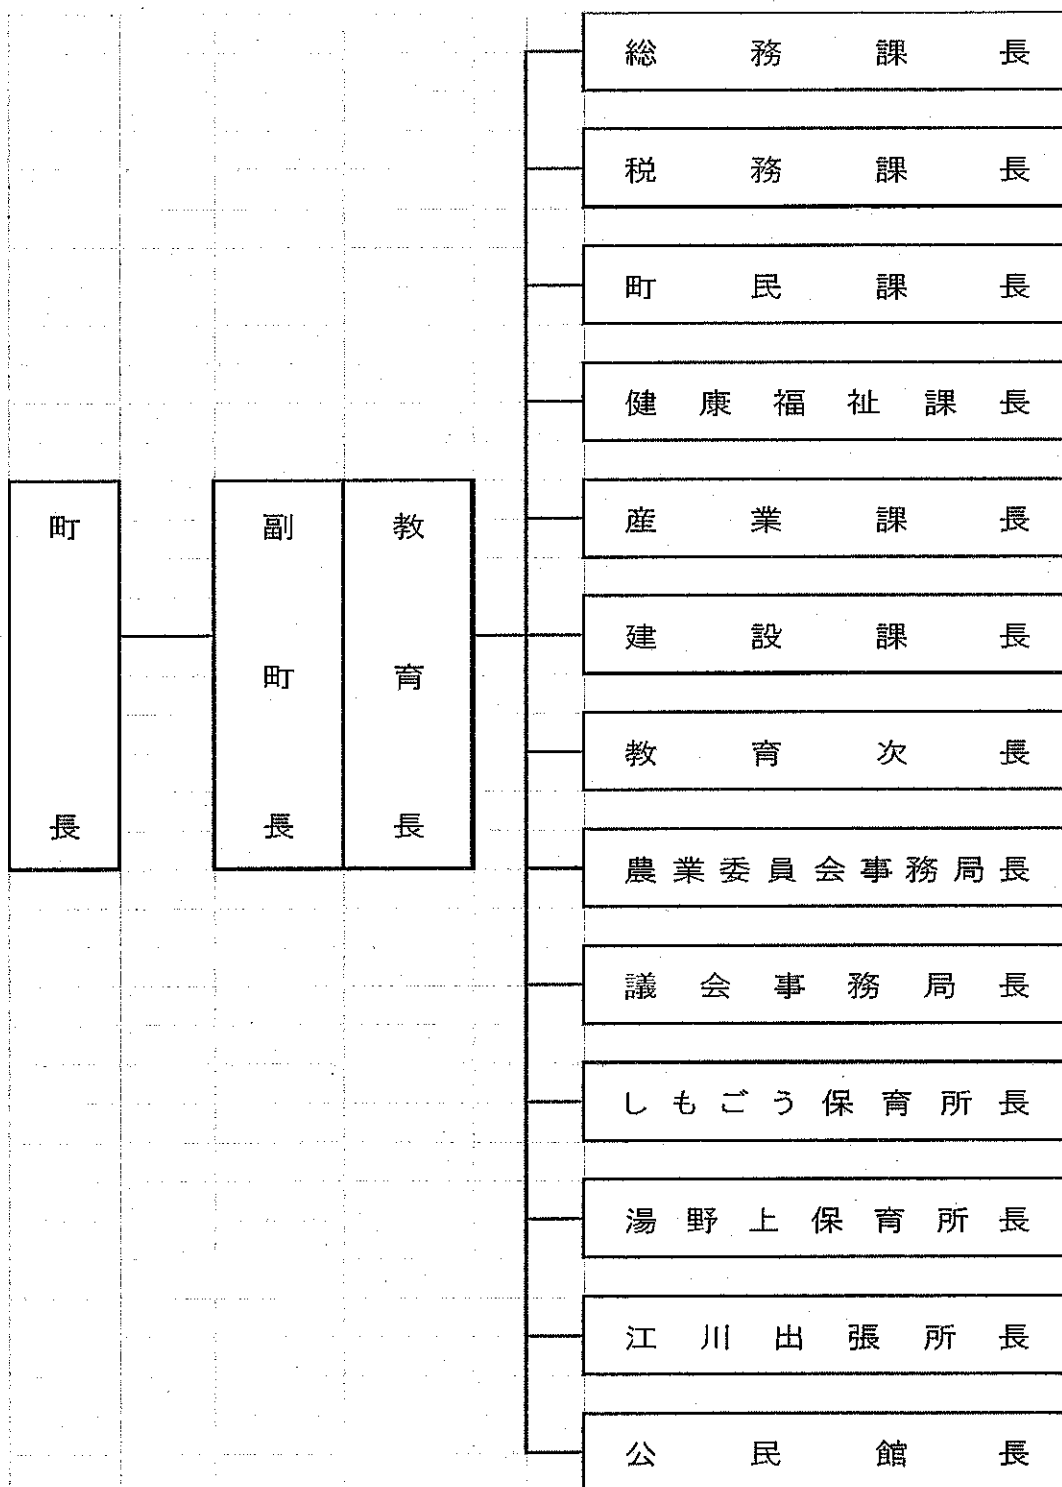 町長
副町長
教育長
総務課長
税務課長
町民課長
健康福祉課長
産業課長
建設課長
教育次長
農業委員会事務局長
議会事務局長
しもごう保育所長
湯野上保育所長
江川出張所長
公民館長